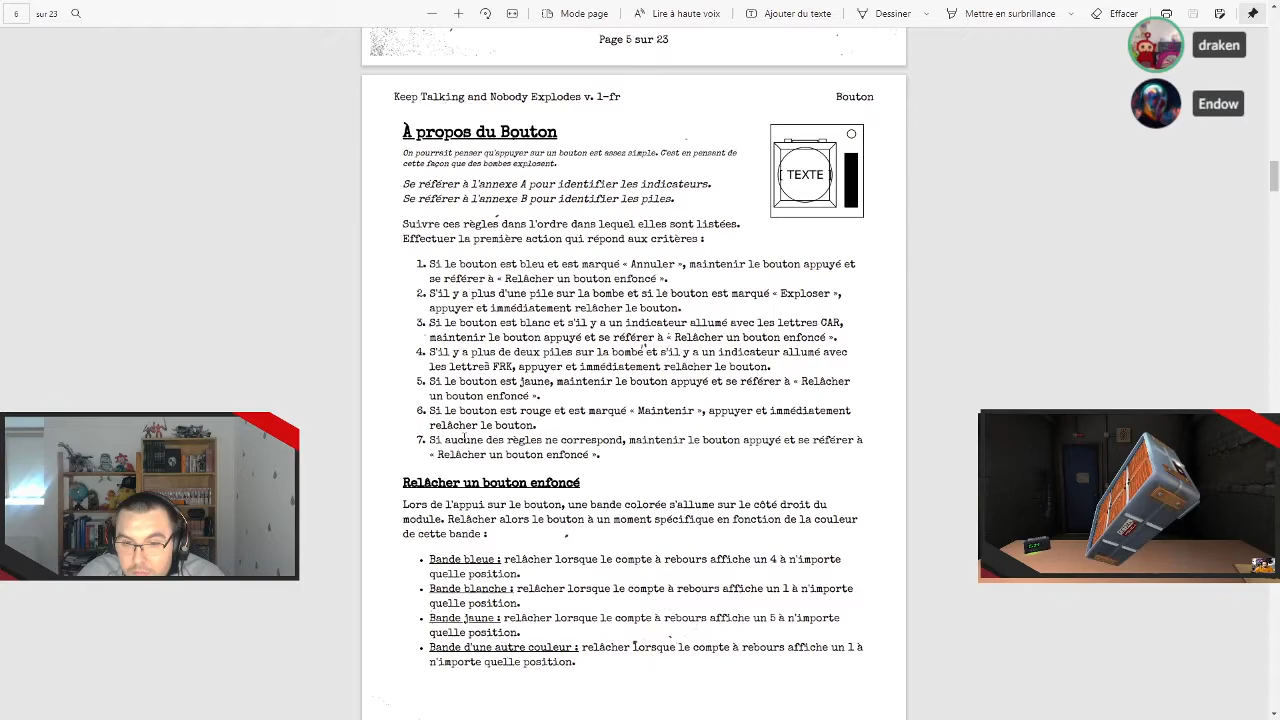 6
sur 23
Mode page
Lire à haute voix
Ajouter du texte
Dessiner
Mettre en surbrillance
Effacer
draken
Endow
Page 5 sur 23
Keep Talking and Nobody Explodes v. 1-fr
Bouton
À propos du Bouton
On pourrait penser qu'appuyer sur un bouton est assez simple. C'est en pensant de
cette façon que des bombes explosent.
Se référer à l'annexe A pour identifier les indicateurs.
Se référer à l'annexe B pour identifier les piles.
TEXTE
Suivre ces règles dans l'ordre dans lequel elles sont listées.
Effectuer la première action qui répond aux critères :
1. Si le bouton est bleu et est marqué « Annuler », maintenir le bouton appuyé et
se référer à « Relâcher un bouton enfoncé ».
2. S'il y a plus d'une pile sur la bombe et si le bouton est marqué « Exploser »,
appuyer et immédiatement relâcher le bouton.
3. Si le bouton est blanc et s'il y a un indicateur allumé avec les lettres CAR,
maintenir le bouton appuyé et se référer à « Relâcher un bouton enfoncé ».
4. S'il y a plus de deux piles sur la bombe et s'il y a un indicateur allumé avec
les lettres FRK, appuyer et immédiatement relâcher le bouton.
5. Si le bouton est jaune, maintenir le bouton appuyé et se référer à « Relâcher
un bouton enfoncé ».
6. Si le bouton est rouge et est marqué « Maintenir », appuyer et immédiatement
relâcher le bouton.
7. Si aucune des règles ne correspond, maintenir le bouton appuyé et se référer à
« Relâcher un bouton enfoncé ».
Relâcher un bouton enfoncé
Lors de l'appui sur le bouton, une bande colorée s'allume sur le côté droit du
module. Relâcher alors le bouton à un moment spécifique en fonction de la couleur
de cette bande :
• Bande bleue : relâcher lorsque le compte à rebours affiche un 4 à n'importe
quelle position.
• Bande blanche : relâcher lorsque le compte à rebours affiche un 1 à n'importe
quelle position.
• Bande jaune : relâcher lorsque le compte à rebours affiche un 5 à n'importe
quelle position.
• Bande d'une autre couleur : relâcher lorsque le compte à rebours affiche un 1 à
n'importe quelle position.